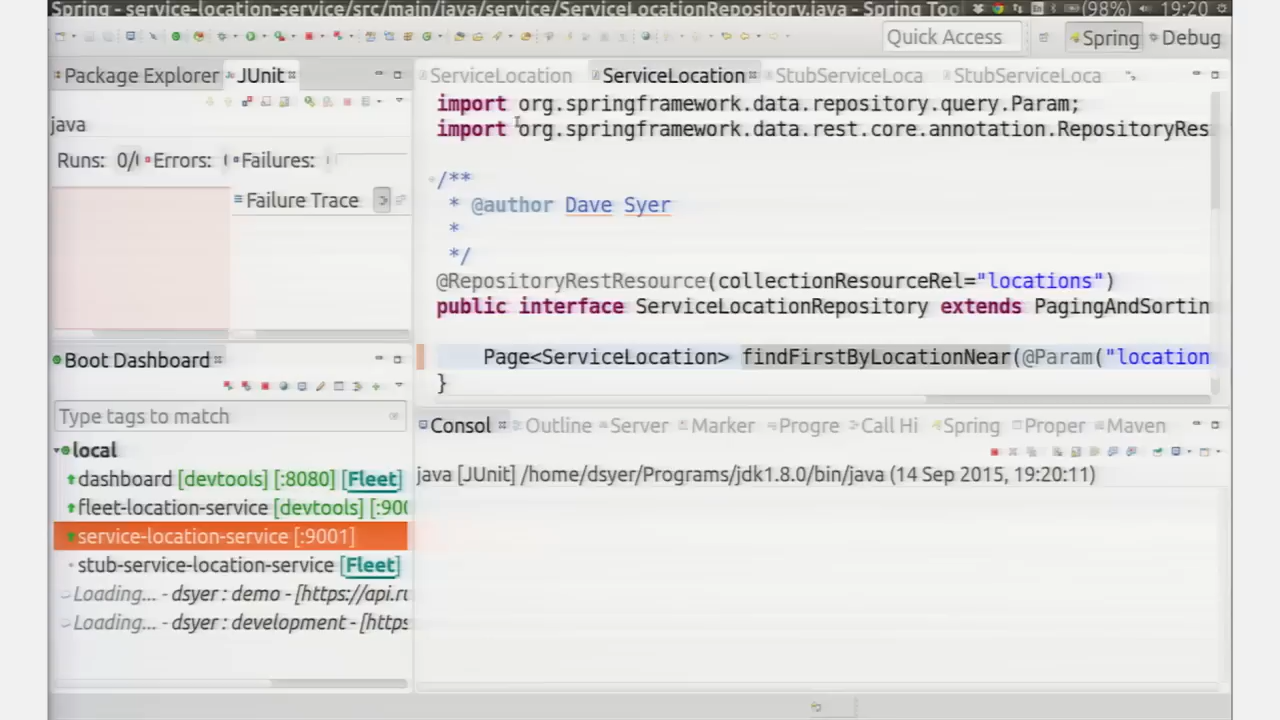 Spring - service-location-service/src/main/java/service/ServiceLocationRepository.java - Spring Too
(98%) 19:20
Quick Access
Spring
Debug
Package Explorer
JUnit
java
Runs: 0/
Errors:
Failures:
Failure Trace
ServiceLocation
ServiceLocation
StubServiceLoca
StubServiceLoca
import org.springframework.data.repository.query.Param;
import org.springframework.data.rest.core.annotation.RepositoryRes
/**
* @author Dave Syer
*
*/
@RepositoryRestResource(collectionResourceRel="locations")
public interface ServiceLocationRepository extends PagingAndSortin
Page<ServiceLocation> findFirstByLocationNear(@Param("location
}
Boot Dashboard
Type tags to match
local
dashboard [devtools] [:8080] [Fleet]
fleet-location-service [devtools] [:900
service-location-service [:9001]
stub-service-location-service [Fleet]
Loading... - dsyer : demo - [https://api.ru
Loading... - dsyer : development - [https
Consol
Outline
Server
Marker
Progre
Call Hi
Spring
Proper
Maven
java [JUnit] /home/dsyer/Programs/jdk1.8.0/bin/java (14 Sep 2015, 19:20:11)